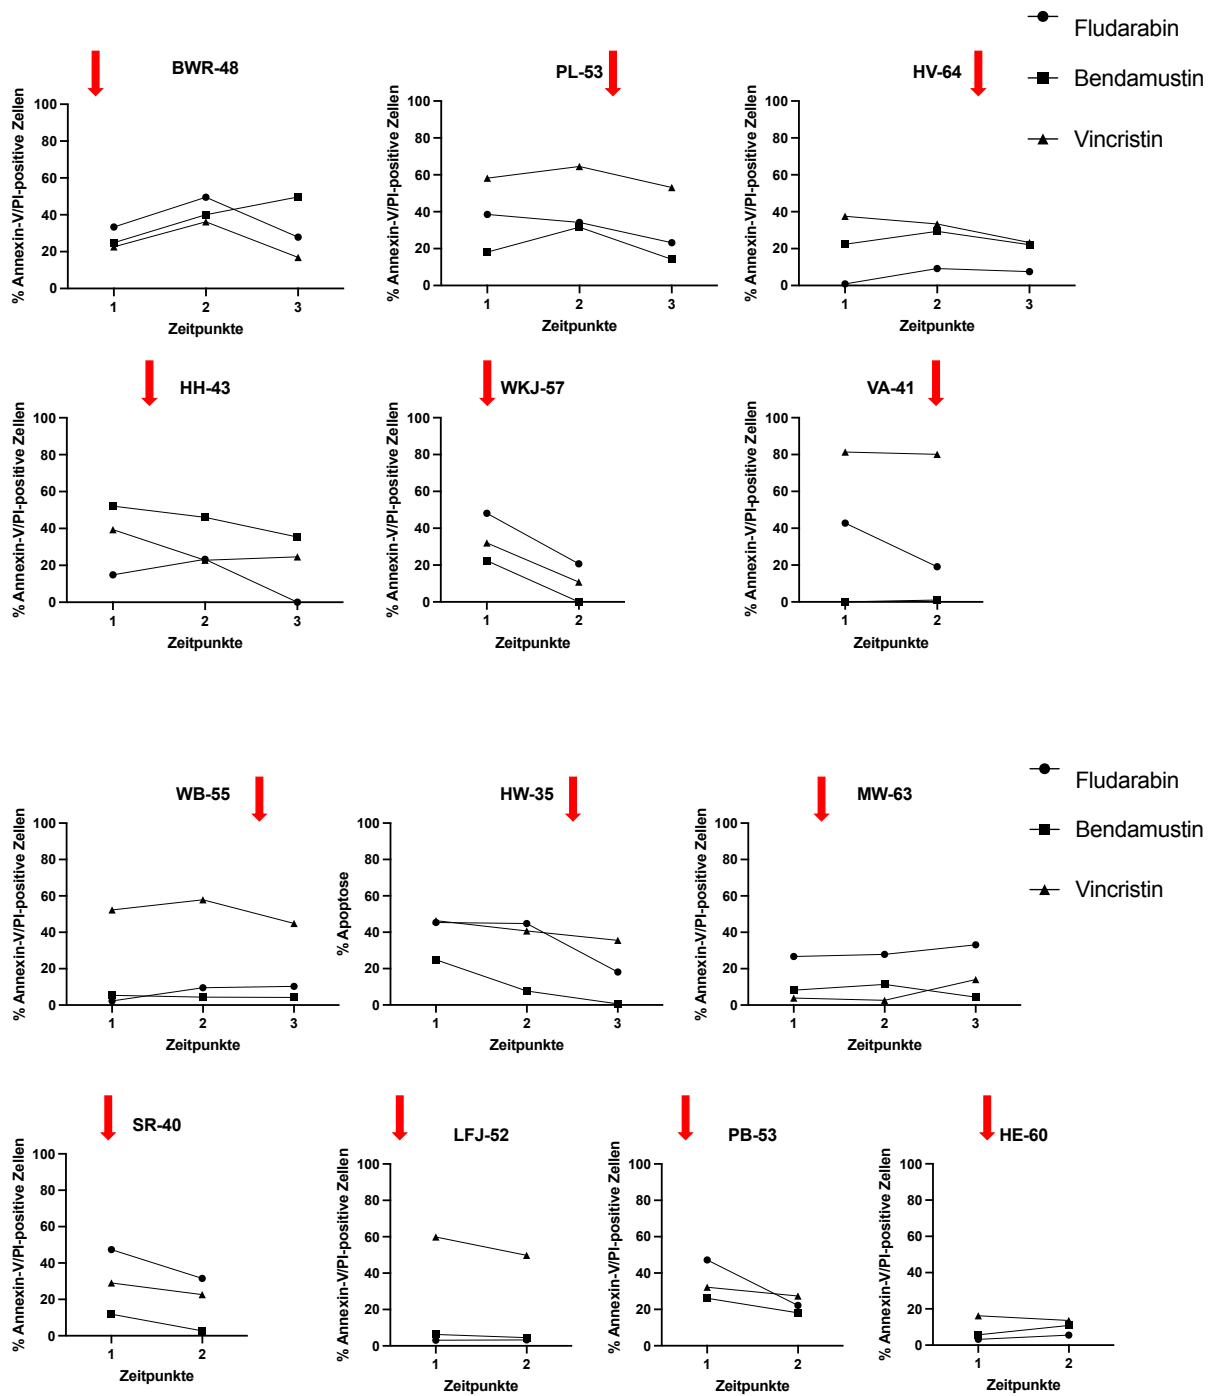 Fludarabin
Bendamustin
Vincristin
BWR-48
% Annexin-V/PI-positive Zellen
100
80
60
40
20
0
1 2 3
Zeitpunkte
PL-53
% Annexin-V/PI-positive Zellen
100
80
60
40
20
0
1 2 3
Zeitpunkte
HV-64
% Annexin-V/PI-positive Zellen
100
80
60
40
20
0
1 2 3
Zeitpunkte
HH-43
% Annexin-V/PI-positive Zellen
100
80
60
40
20
0
1 2 3
Zeitpunkte
WKJ-57
% Annexin-V/PI-positive Zellen
100
80
60
40
20
0
1 2
Zeitpunkte
VA-41
% Annexin-V/PI-positive Zellen
100
80
60
40
20
0
1 2
Zeitpunkte
Fludarabin
Bendamustin
Vincristin
WB-55
% Annexin-V/PI-positive Zellen
100
80
60
40
20
0
1 2 3
Zeitpunkte
HW-35
% Apoptose
100
80
60
40
20
0
1 2 3
Zeitpunkte
MW-63
% Annexin-V/PI-positive Zellen
100
80
60
40
20
0
1 2 3
Zeitpunkte
SR-40
% Annexin-V/PI-positive Zellen
100
80
60
40
20
0
1 2
Zeitpunkte
LFJ-52
% Annexin-V/PI-positive Zellen
100
80
60
40
20
0
1 2
Zeitpunkte
PB-53
% Annexin-V/PI-positive Zellen
100
80
60
40
20
0
1 2
Zeitpunkte
HE-60
% Annexin-V/PI-positive Zellen
100
80
60
40
20
0
1 2
Zeitpunkte